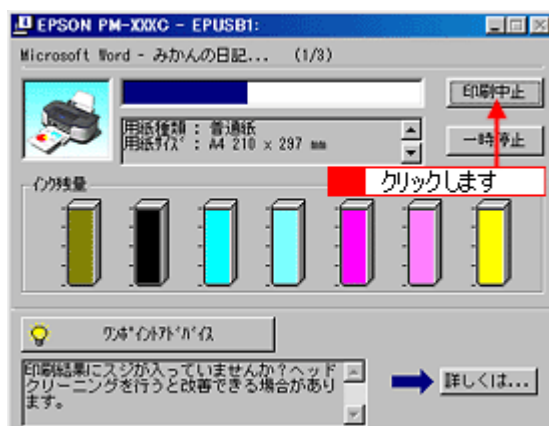 EPSON PM-XXXC - EPUSB1:
Microsoft Word - みかんの日記... (1/3)
印刷中止
用紙種類 : 普通紙
用紙ｻｲｽﾞ : A4 210 x 297 mm
一時停止
クリックします
ｲﾝｸ残量
ﾜﾝﾎﾟｲﾝﾄｱﾄﾞﾊﾞｲｽ
印刷結果にスジが入っていませんか？ヘッド
クリーニングを行うと改善できる場合があり
ます。
詳しくは...